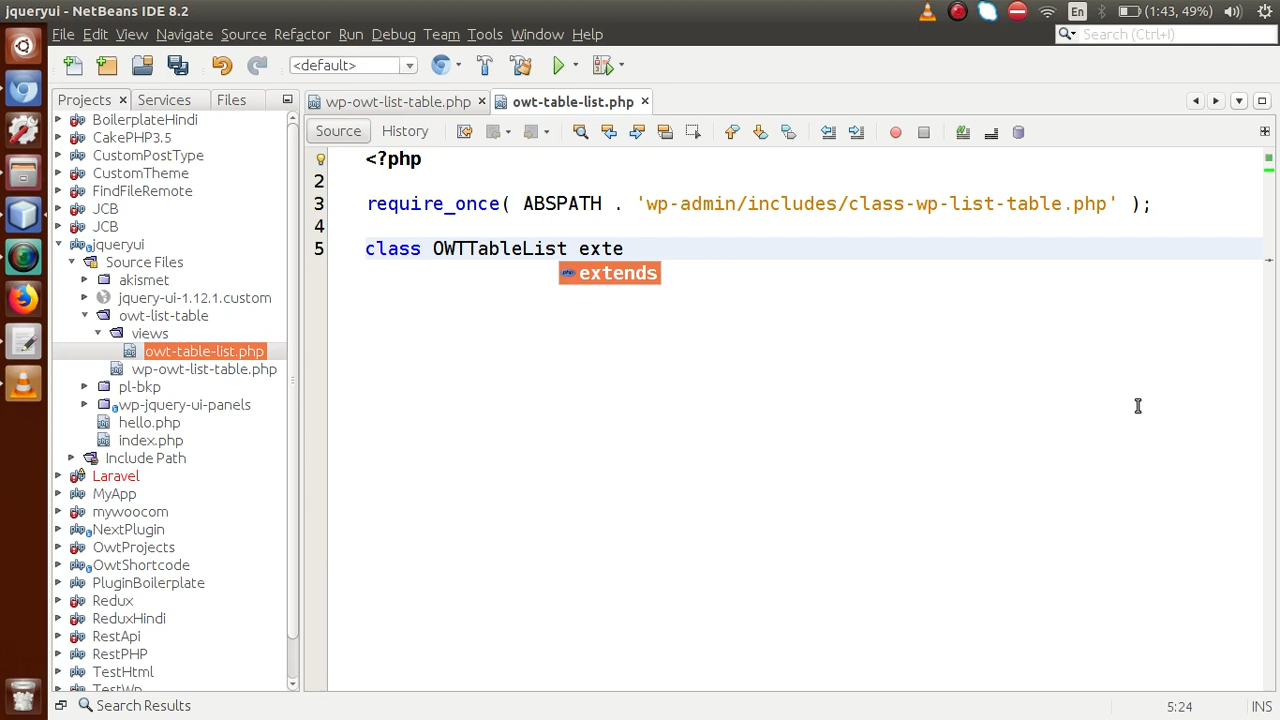 jqueryui - NetBeans IDE 8.2
En
(1:43, 49%)
File Edit View Navigate Source Refactor Run Debug Team Tools Window Help
Search (Ctrl+I)
<default>
Projects
Services
Files
wp-owt-list-table.php
owt-table-list.php
Source
History
BoilerplateHindi
CakePHP3.5
CustomPostType
CustomTheme
FindFileRemote
JCB
JCB
jqueryui
Source Files
akismet
jquery-ui-1.12.1.custom
owt-list-table
views
owt-table-list.php
wp-owt-list-table.php
pl-bkp
wp-jquery-ui-panels
hello.php
index.php
Include Path
Laravel
MyApp
mywoocom
NextPlugin
OwtProjects
OwtShortcode
PluginBoilerplate
Redux
ReduxHindi
RestApi
RestPHP
TestHtml
TestWp
<?php
2
3 require_once( ABSPATH . 'wp-admin/includes/class-wp-list-table.php' );
4
5 class OWTTableList exte
extends
Search Results
5:24
INS